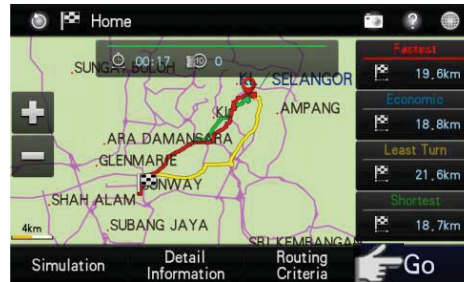 Home
?
Fastest
00:17
10
0
SUNGAI BULOH
KL
SELANGOR
19.6km
Economic
KL
AMPANG
18.8km
ARA DAMANSARA
Least Turn
GLENMARIE
21.6km
SUNWAY
SHAH ALAM
Shortest
4km
SUBANG JAYA
18.7km
SRI KEMBANGAN
Simulation
Detail
Information
Routing
Criteria
Go